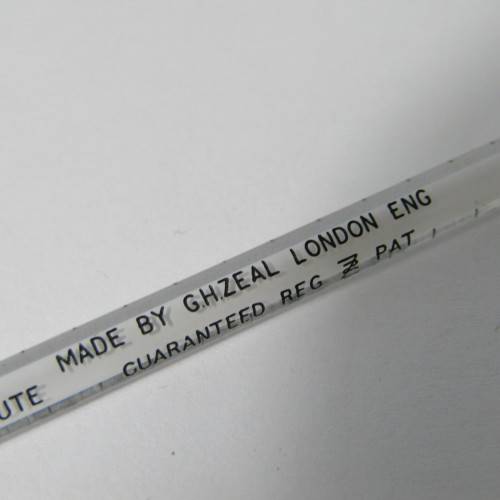 MADE BY G.H.ZEAL LONDON ENG
UTE GUARANTEED REG PAT